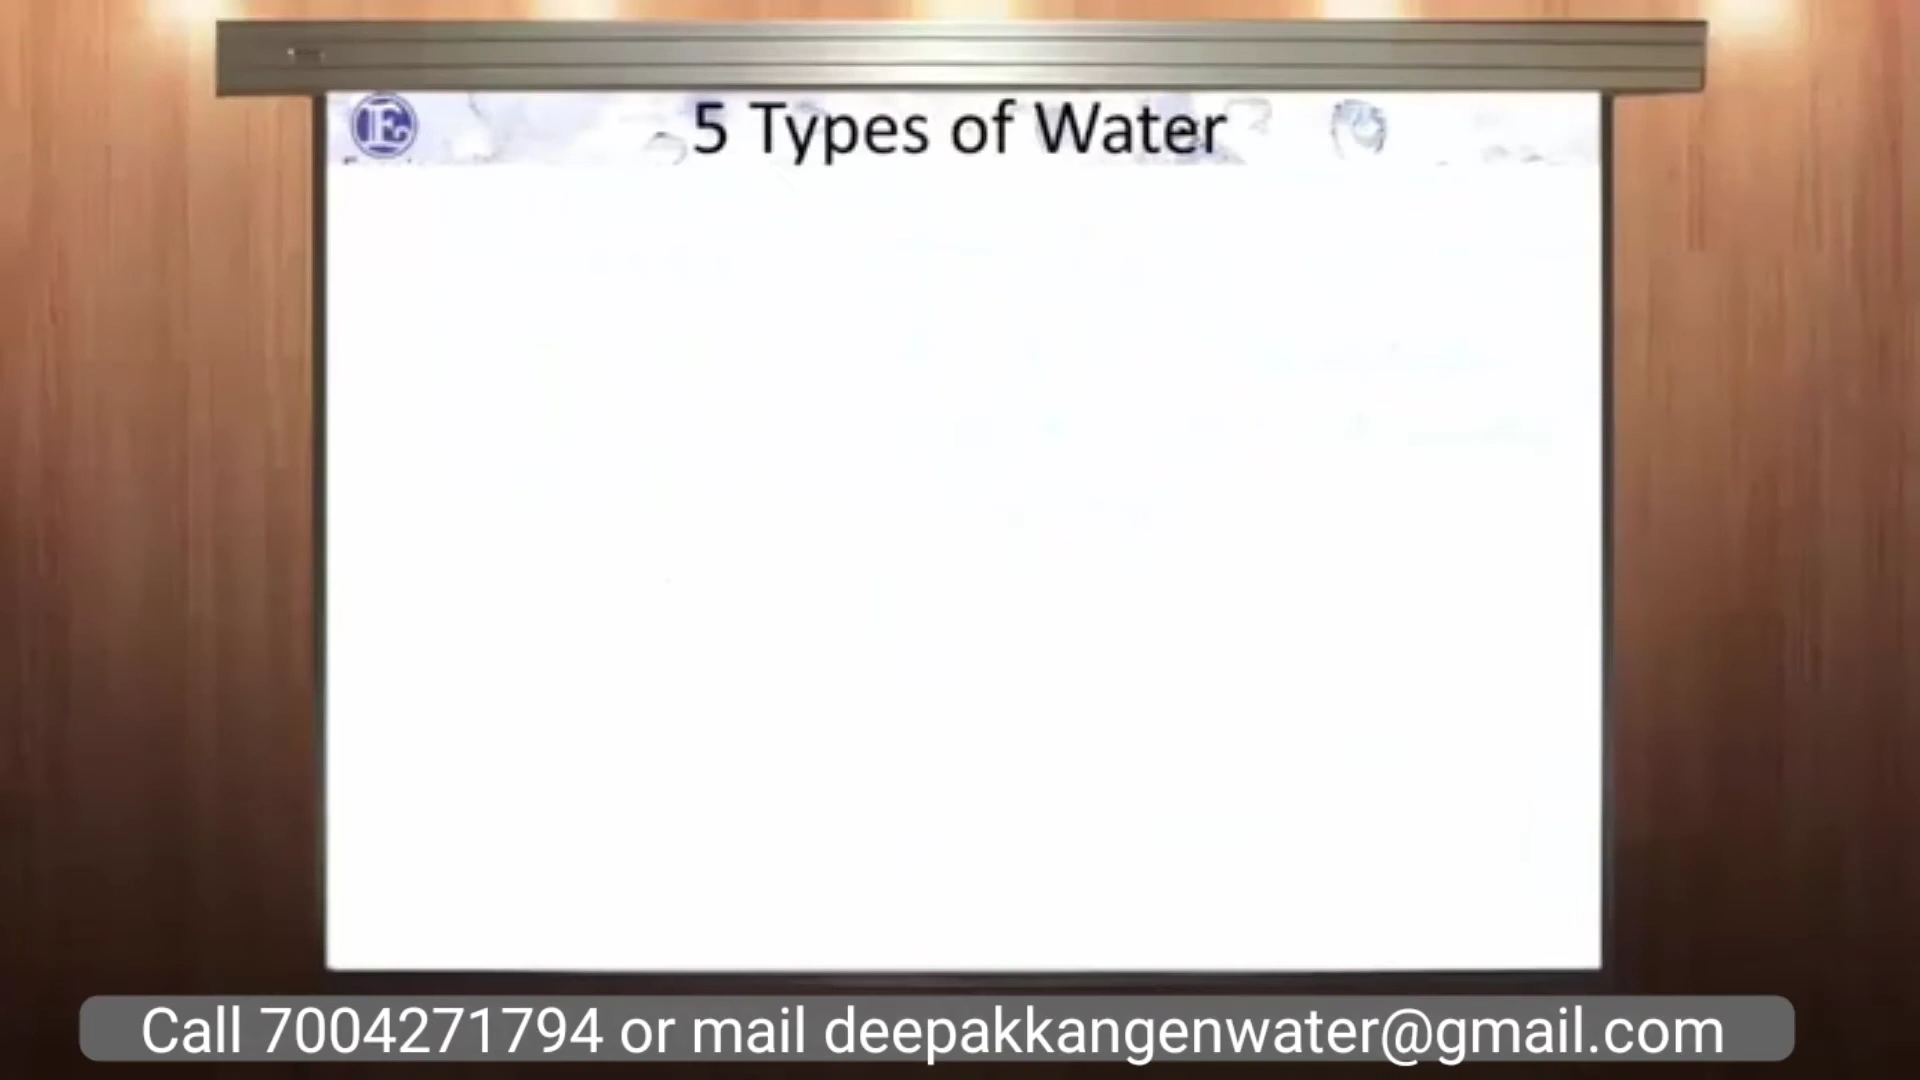 5 Types of Water
Call 7004271794 or mail deepakkangenwater@gmail.com